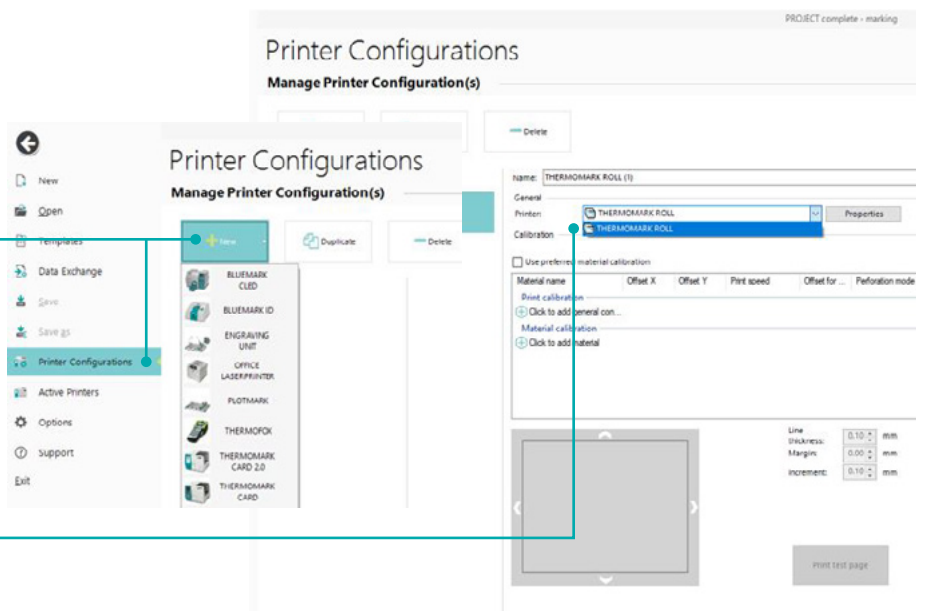 PROJECT complete - marking
Printer Configurations
Manage Printer Configuration(s)
Delete
Name: THERMOMARK ROLL (1)
General
Printer: THERMOMARK ROLL Properties
THERMOMARK ROLL
Calibration
Use preferred material calibration
Material name Offset X Offset Y Print speed Offset for ... Perforation mode
Print calibration
Click to add general con...
Material calibration
Click to add material
Line thickness: 0.10 mm
Margin: 0.00 mm
Increment: 0.10 mm
Print test page
New
Open
Templates
Data Exchange
Save
Save as
Printer Configurations
Active Printers
Options
Support
Exit
Printer Configurations
Manage Printer Configuration(s)
New Duplicate Delete
BLUEMARK
CLED
BLUEMARK ID
ENGRAVING
UNIT
OFFICE
LASERPRINTER
PLOTMARK
THERMOFOX
THERMOMARK
CARD 2.0
THERMOMARK
CARD